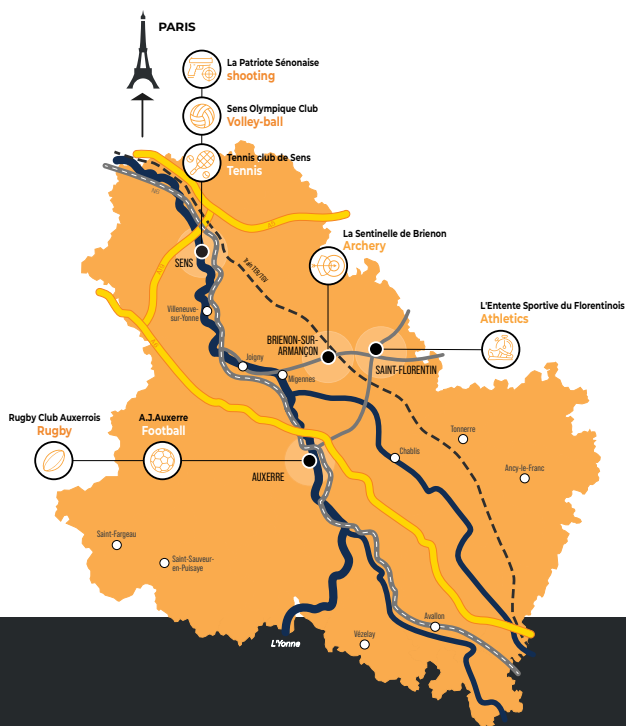 PARIS
La Patriote Sénonaise
shooting
Sens Olympique Club
Volley-ball
Tennis club de Sens
Tennis
La Sentinelle de Brienon
Archery
SENS
Train TER/TGV
L'Entente Sportive du Florentinois
Athletics
Villeneuve-
sur-Yonne
BRIENON-SUR-
ARMANÇON
Joigny
SAINT-FLORENTIN
Migennes
Rugby Club Auxerrois
Rugby
A.J.Auxerre
Football
Tonnerre
Chablis
Ancy-le-Franc
AUXERRE
Saint-Fargeau
Saint-Sauveur-
en-Puisaye
Avallon
Vézelay
L'Yonne